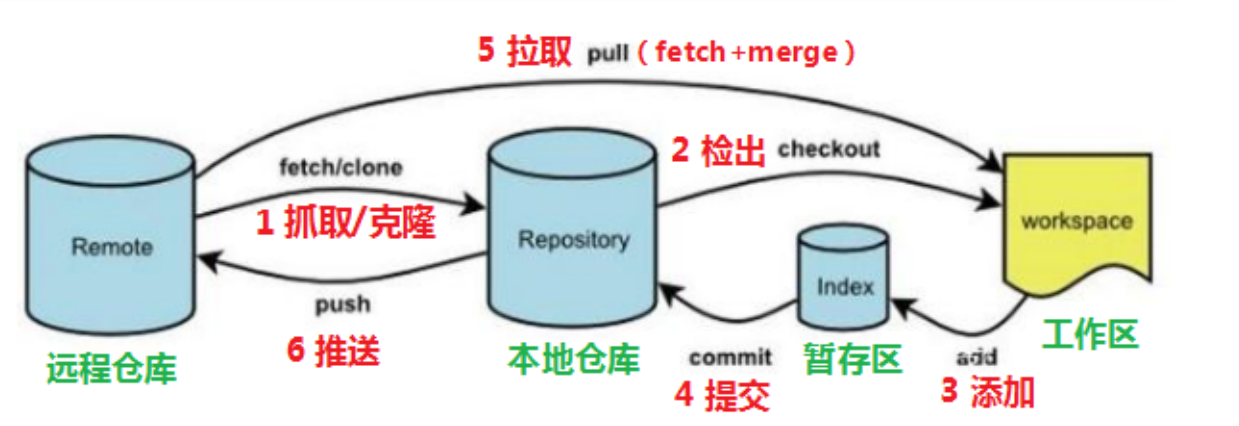 5 拉取 pull（fetch+merge）
fetch/clone
1 抓取/克隆
2 检出 checkout
Remote
Repository
workspace
Index
push
6 推送
远程仓库
本地仓库
commit
4 提交
暂存区
add
3 添加
工作区